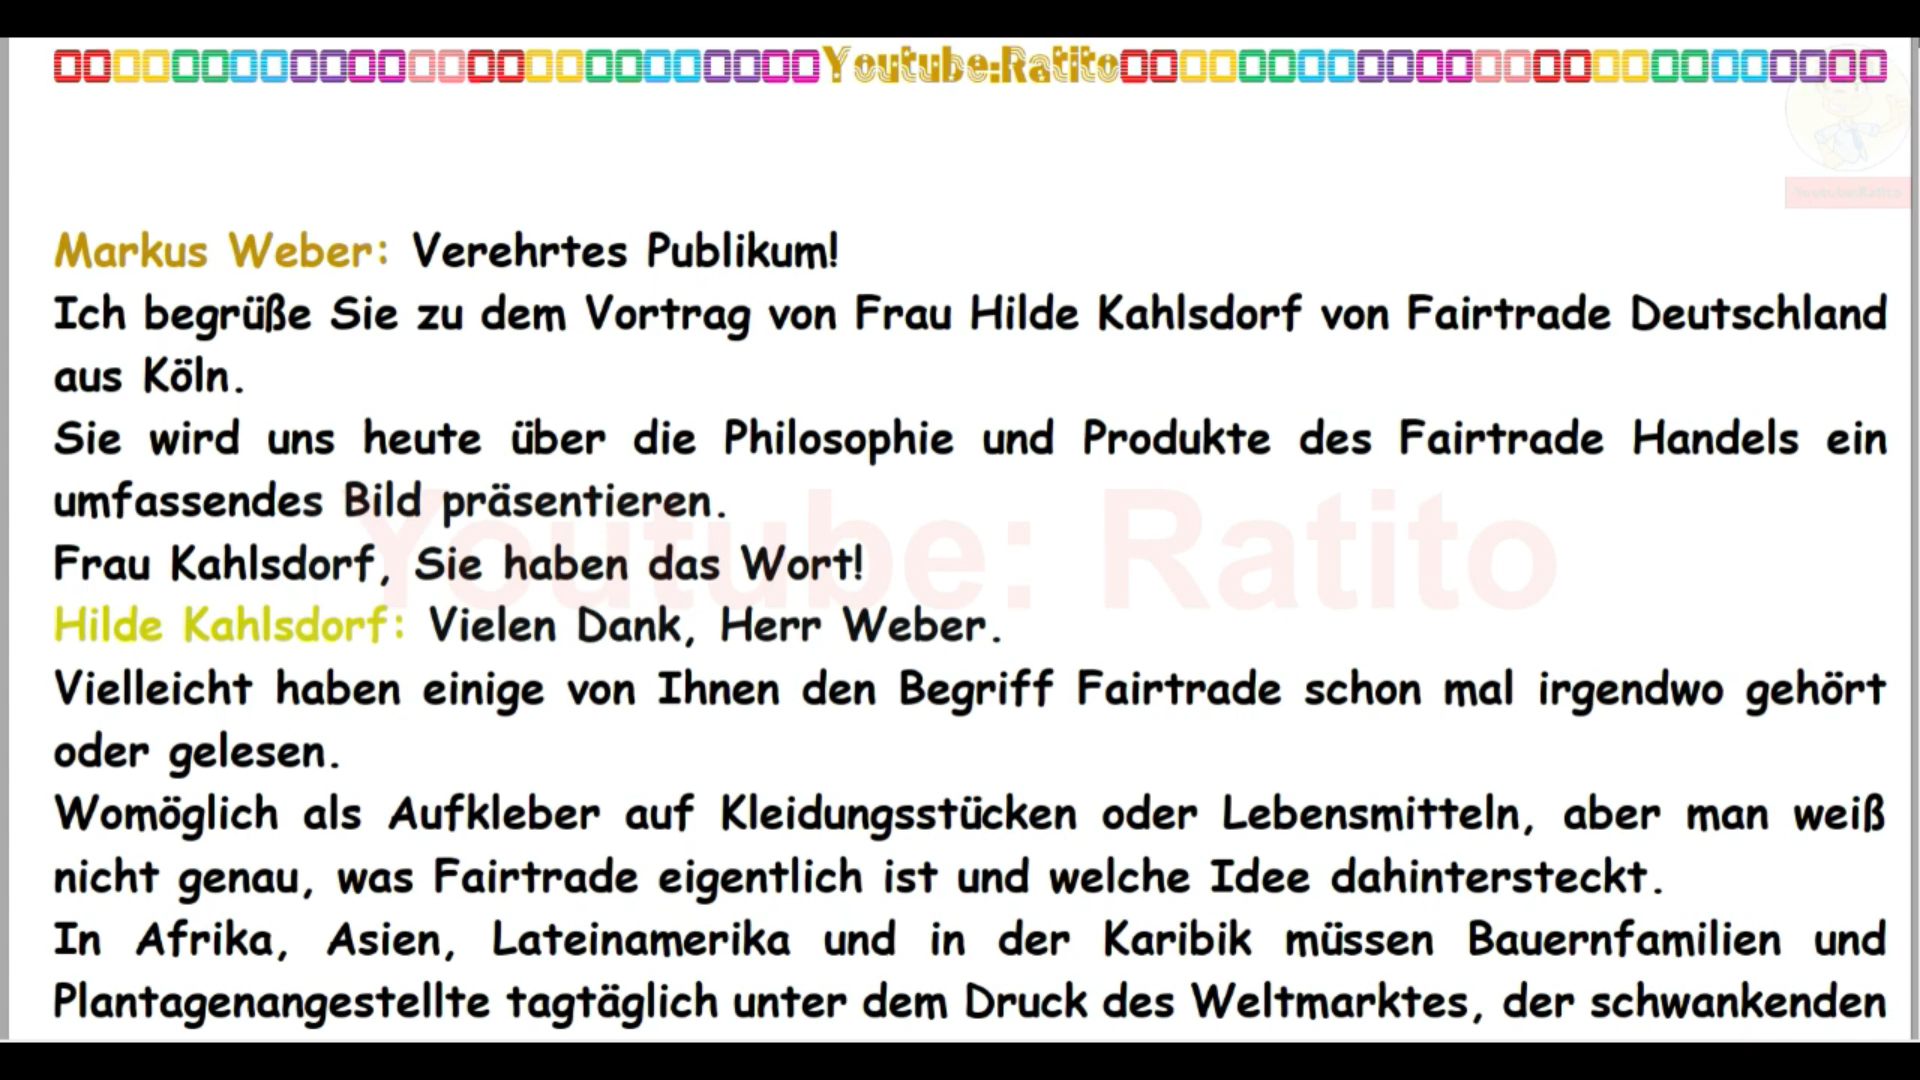 Youtube:Ratito
Youtube:Ratito
Markus Weber: Verehrtes Publikum!
Ich begrüße Sie zu dem Vortrag von Frau Hilde Kahlsdorf von Fairtrade Deutschland
aus Köln.
Sie wird uns heute über die Philosophie und Produkte des Fairtrade Handels ein
umfassendes Bild präsentieren.
Youtube: Ratito
Frau Kahlsdorf, Sie haben das Wort!
Hilde Kahlsdorf: Vielen Dank, Herr Weber.
Vielleicht haben einige von Ihnen den Begriff Fairtrade schon mal irgendwo gehört
oder gelesen.
Womöglich als Aufkleber auf Kleidungsstücken oder Lebensmitteln, aber man weiß
nicht genau, was Fairtrade eigentlich ist und welche Idee dahintersteckt.
In Afrika, Asien, Lateinamerika und in der Karibik müssen Bauernfamilien und
Plantagenangestellte tagtäglich unter dem Druck des Weltmarktes, der schwankenden